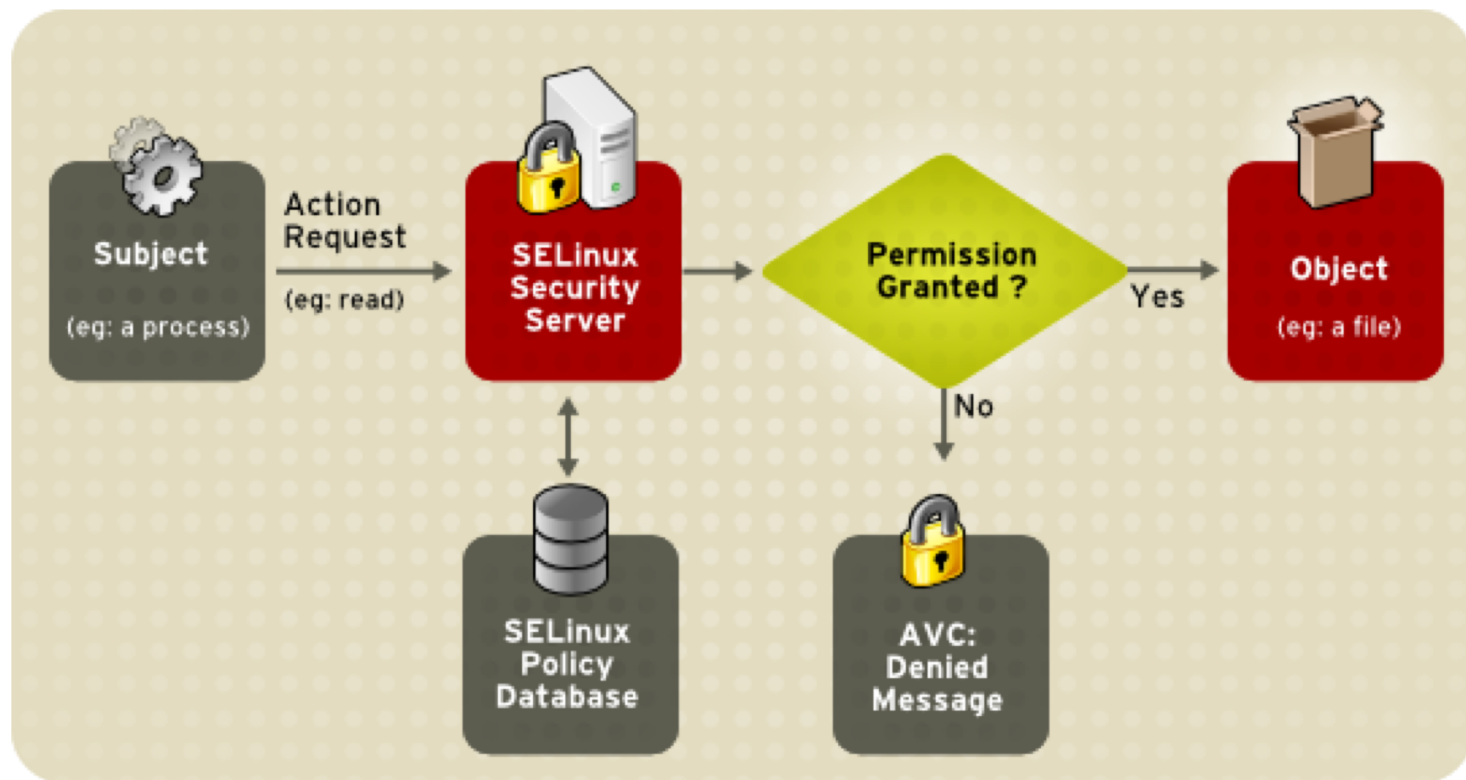 Subject
(eg: a process)
Action
Request
(eg: read)
SELinux
Security
Server
Permission
Granted ?
Yes
Object
(eg: a file)
No
SELinux
Policy
Database
AVC:
Denied
Message